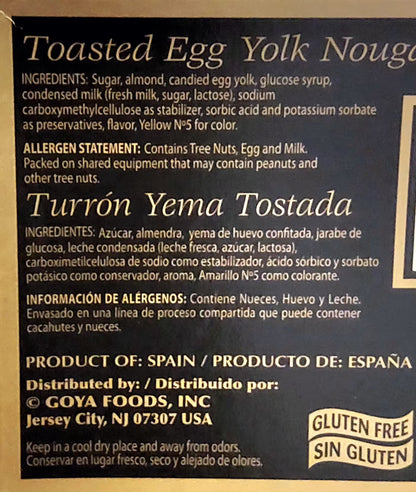 Toasted Egg Yolk Nouga
INGREDIENTS: Sugar, almond, candied egg yolk, glucose syrup,
condensed milk (fresh milk, sugar, lactose), sodium
carboxymethylcellulose as stabilizer, sorbic acid and potassium sorbate
as preservatives, flavor, Yellow Nº5 for color.
ALLERGEN STATEMENT: Contains Tree Nuts, Egg and Milk.
Packed on shared equipment that may contain peanuts and
other tree nuts.
Turrón Yema Tostada
INGREDIENTES: Azúcar, almendra, yema de huevo confitada, jarabe de
glucosa, leche condensada (leche fresca, azúcar, lactosa),
carboximetilcelulosa de sodio como estabilizador, ácido sórbico y sorbato
potásico como conservador, aroma, Amarillo Nº5 como colorante.
INFORMACIÓN DE ALÉRGENOS: Contiene Nueces, Huevo y Leche.
Envasado en una línea de proceso compartida que puede contener
cacahutes y nueces.
PRODUCT OF: SPAIN / PRODUCTO DE: ESPAÑA
Distributed by: / Distribuido por:
© GOYA FOODS, INC
Jersey City, NJ 07307 USA
GLUTEN FREE
SIN GLUTEN
Keep in a cool dry place and away from odors.
Conservar en lugar fresco, seco y alejado de olores.